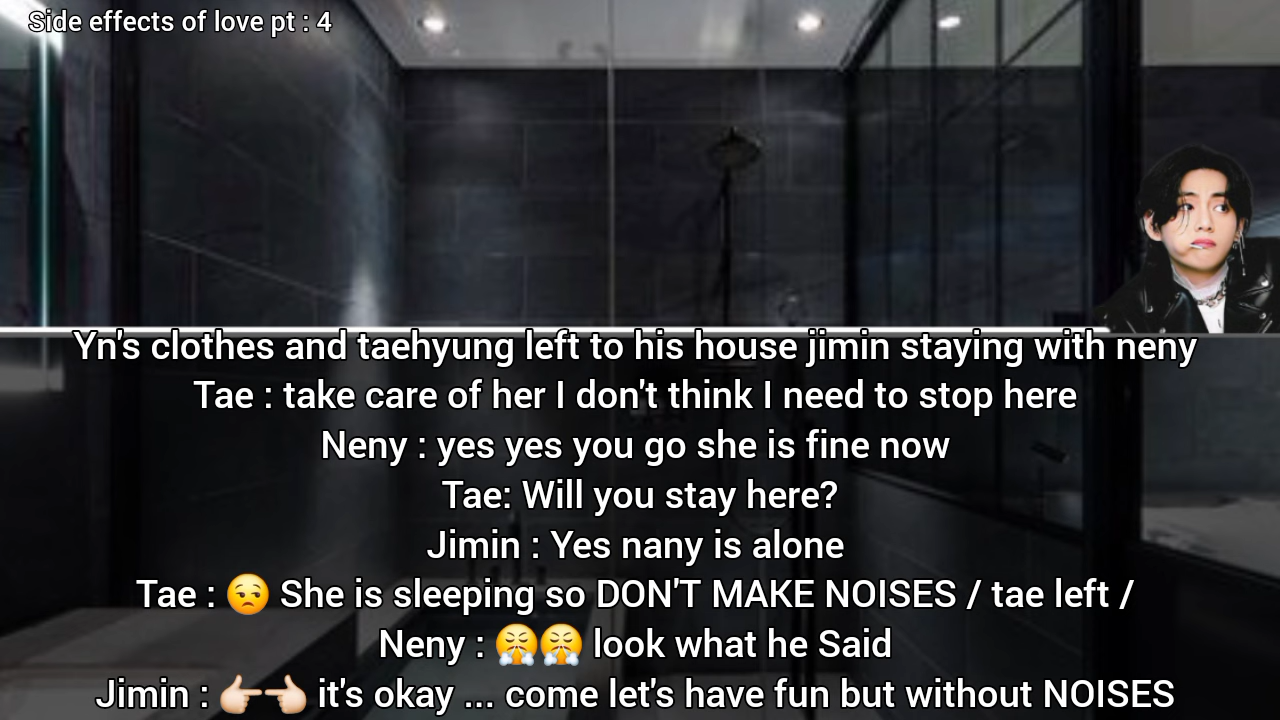 Side effects of love pt : 4
Yn's clothes and taehyung left to his house jimin staying with neny
Tae : take care of her I don't think I need to stop here
Neny : yes yes you go she is fine now
Tae: Will you stay here?
Jimin : Yes nany is alone
Tae : 😒 She is sleeping so DON'T MAKE NOISES / tae left /
Neny : 😤😤 look what he Said
Jimin : 👉🏻👈🏻 it's okay ... come let's have fun but without NOISES